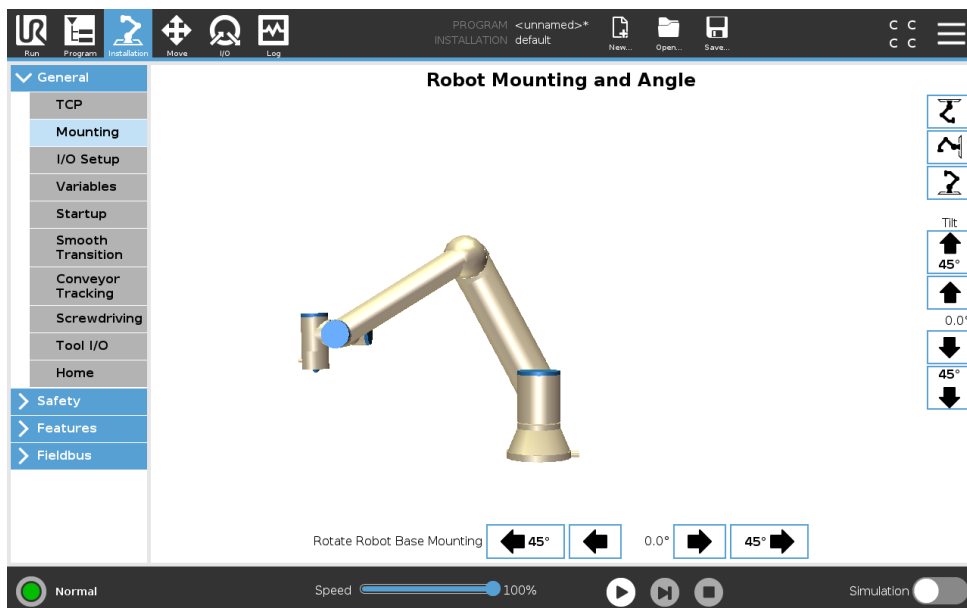 PROGRAM <unnamed>*
INSTALLATION default
UR
Run
Program
Installation
Move
I/O
Log
New...
Open...
Save...
C C
C C
General
TCP
Mounting
I/O Setup
Variables
Startup
Smooth
Transition
Conveyor
Tracking
Screwdriving
Tool I/O
Home
Safety
Features
Fieldbus
Robot Mounting and Angle
Tilt
45°
0.0°
45°
Rotate Robot Base Mounting 45° 0.0° 45°
Normal
Speed 100%
Simulation